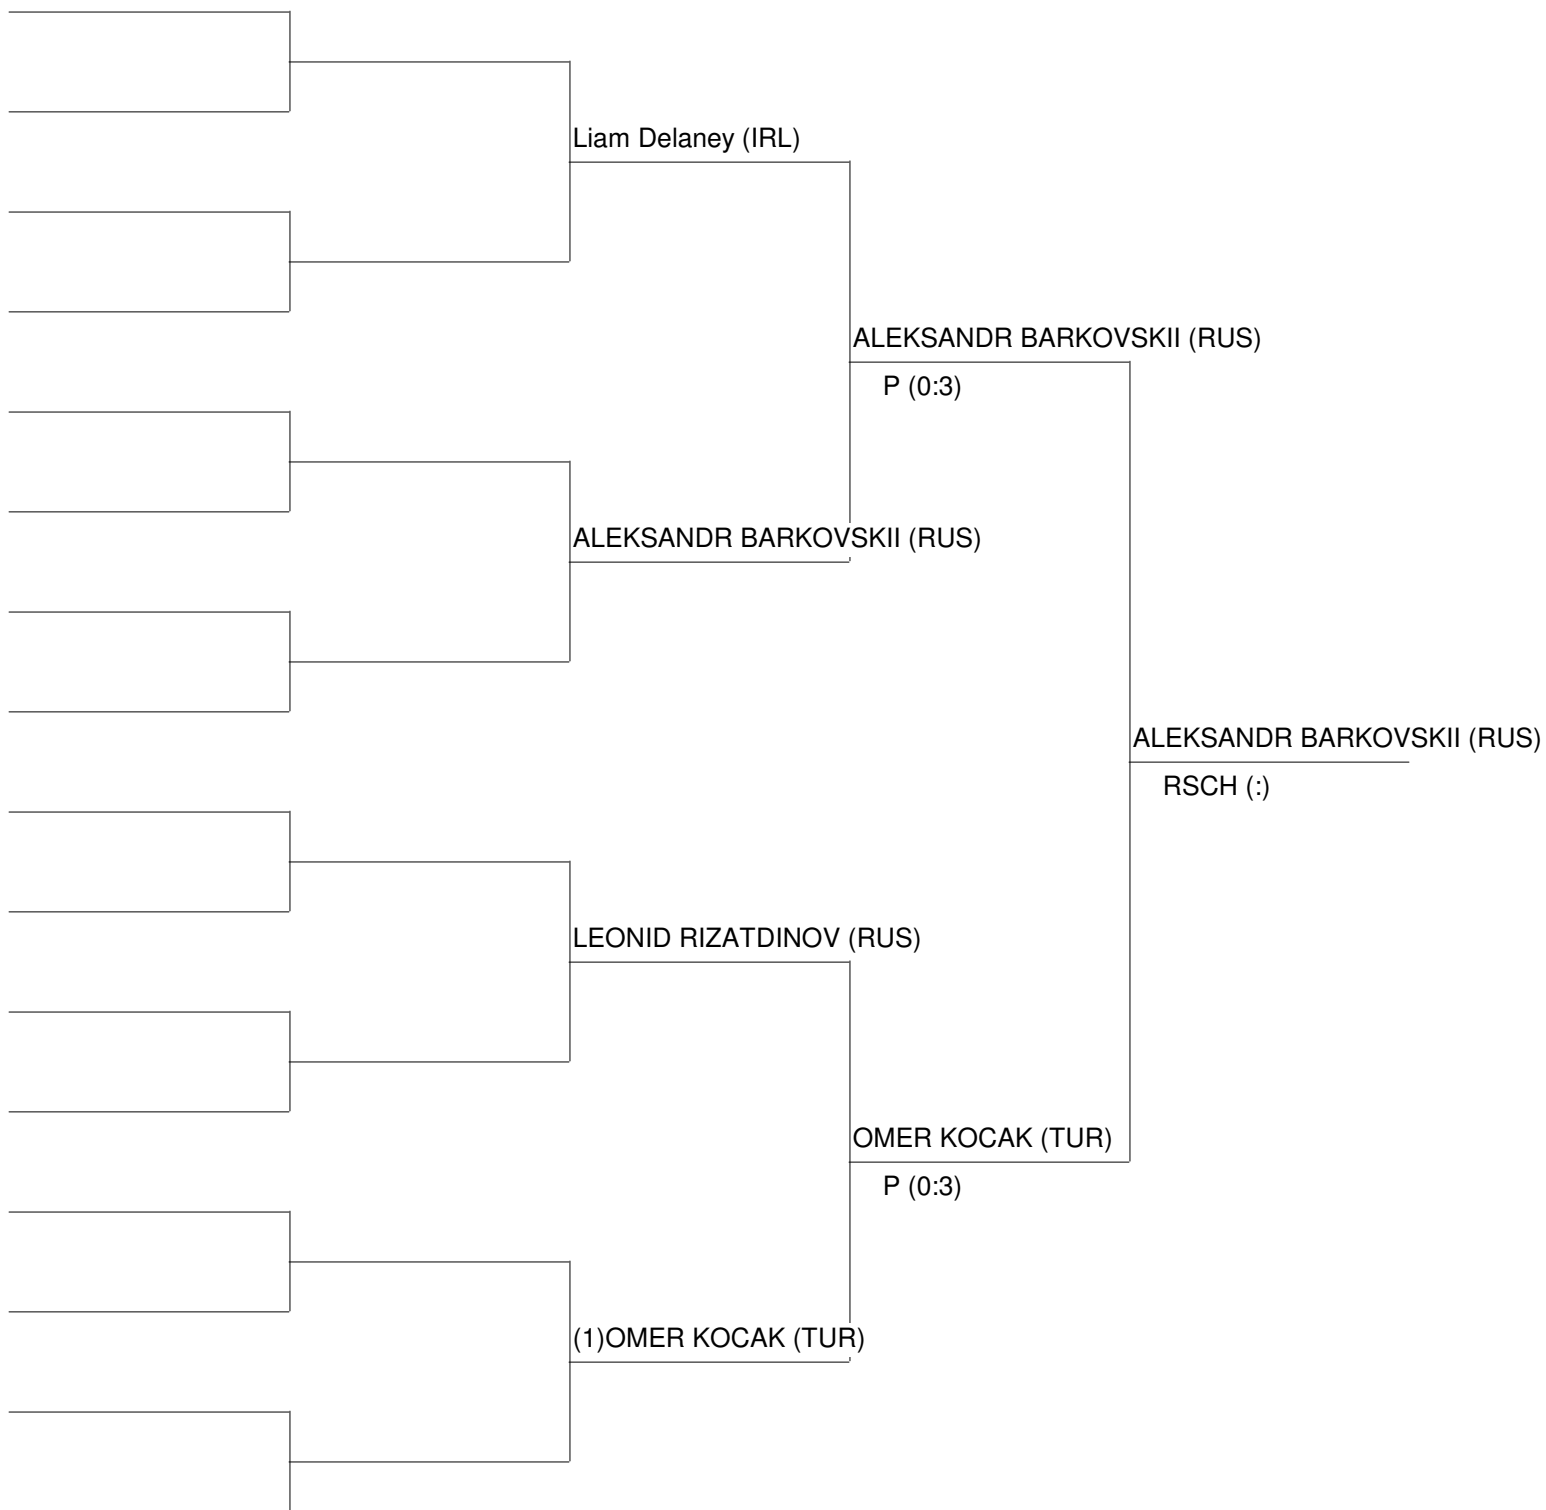 Liam Delaney (IRL)
ALEKSANDR BARKOVSKII (RUS)
P (0:3)
ALEKSANDR BARKOVSKII (RUS)
ALEKSANDR BARKOVSKII (RUS)
RSCH (:)
LEONID RIZATDINOV (RUS)
OMER KOCAK (TUR)
P (0:3)
(1)OMER KOCAK (TUR)